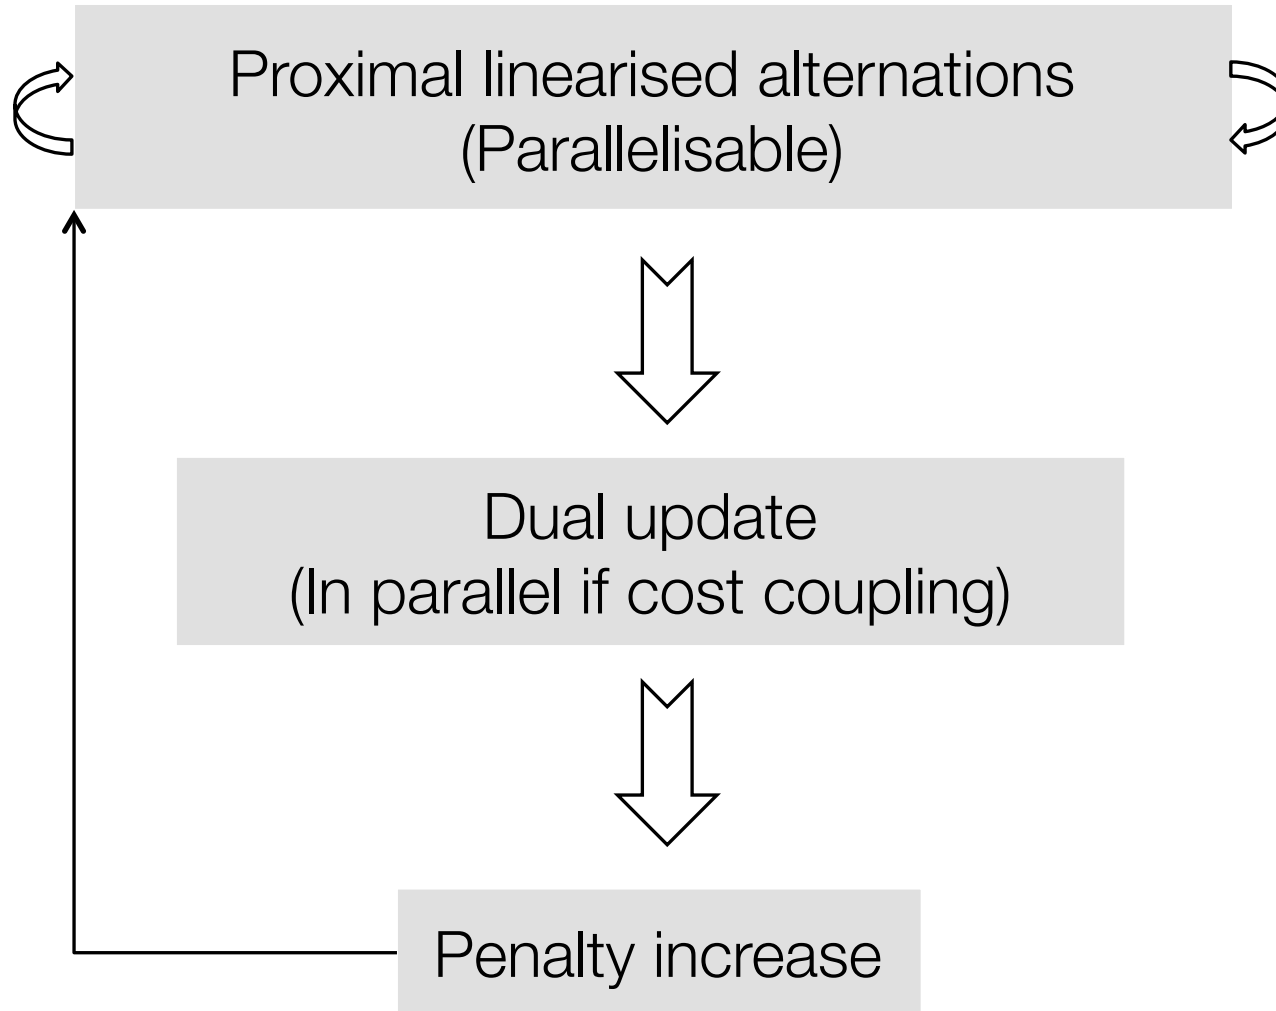 Proximal linearised alternations
(Parallelisable)
Dual update
(In parallel if cost coupling)
Penalty increase